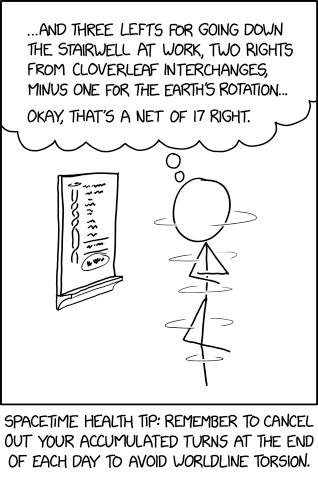 ...AND THREE LEFTS FOR GOING DOWN
THE STAIRWELL AT WORK, TWO RIGHTS
FROM CLOVERLEAF INTERCHANGES,
MINUS ONE FOR THE EARTH'S ROTATION...
OKAY, THAT'S A NET OF 17 RIGHT.
SPACETIME HEALTH TIP: REMEMBER TO CANCEL
OUT YOUR ACCUMULATED TURNS AT THE END
OF EACH DAY TO AVOID WORLDLINE TORSION.